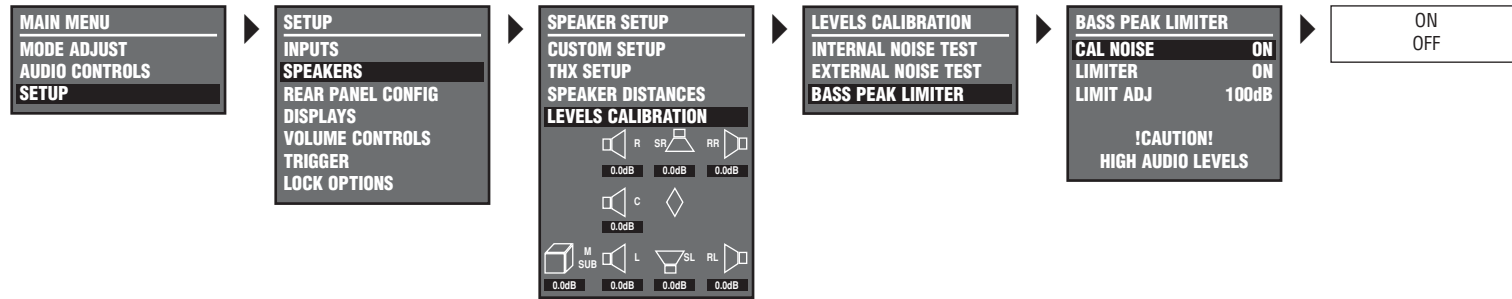 MAIN MENU
MODE ADJUST
AUDIO CONTROLS
SETUP
SETUP
INPUTS
SPEAKERS
REAR PANEL CONFIG
DISPLAYS
VOLUME CONTROLS
TRIGGER
LOCK OPTIONS
SPEAKER SETUP
CUSTOM SETUP
THX SETUP
SPEAKER DISTANCES
LEVELS CALIBRATION
R SR RR
0.0dB 0.0dB 0.0dB
C
0.0dB
M
SUB L SL RL
0.0dB 0.0dB 0.0dB 0.0dB
LEVELS CALIBRATION
INTERNAL NOISE TEST
EXTERNAL NOISE TEST
BASS PEAK LIMITER
BASS PEAK LIMITER
CAL NOISE ON
LIMITER ON
LIMIT ADJ 100dB
!CAUTION!
HIGH AUDIO LEVELS
ON
OFF